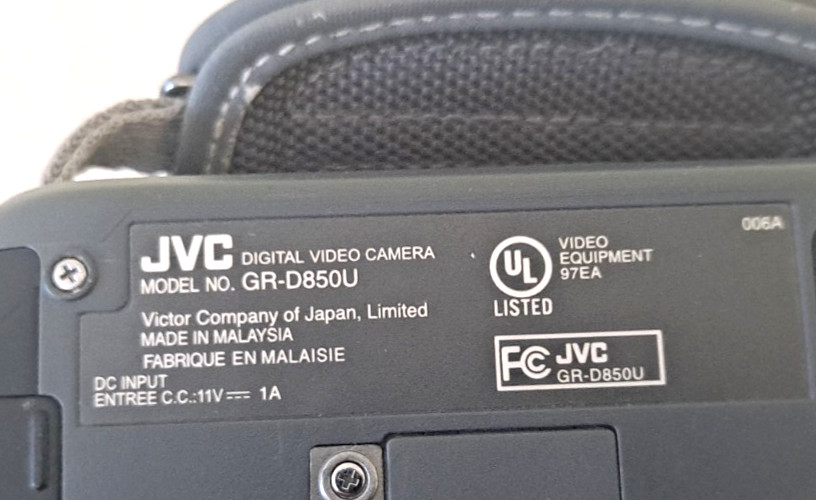 006A
JVC DIGITAL VIDEO CAMERA
MODEL NO. GR-D850U
Victor Company of Japan, Limited
MADE IN MALAYSIA
FABRIQUE EN MALAISIE
DC INPUT
ENTREE C.C.:11V⎓ 1A
UL
LISTED
VIDEO
EQUIPMENT
97EA
FC JVC
GR-D850U